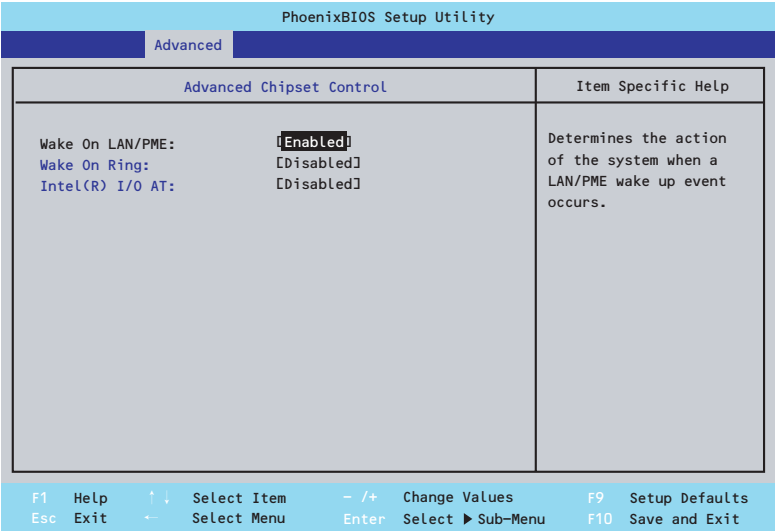 PhoenixBIOS Setup Utility
Advanced
Advanced Chipset Control
Item Specific Help
Wake On LAN/PME: [Enabled]
Wake On Ring: [Disabled]
Intel(R) I/O AT: [Disabled]
Determines the action
of the system when a
LAN/PME wake up event
occurs.
F1 Help ↑↓ Select Item - /+ Change Values F9 Setup Defaults
Esc Exit ← Select Menu Enter Select ▶ Sub-Menu F10 Save and Exit